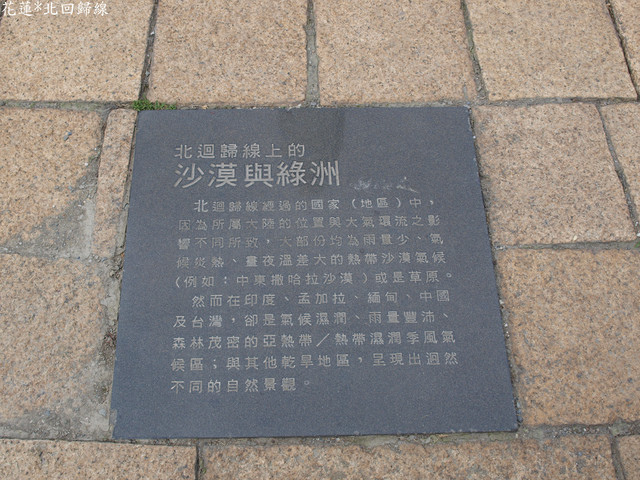 花蓮*北回歸線
北迴歸線上的
沙漠與綠洲
北迴歸線經過的國家（地區）中，
因為所屬大陸的位置與大氣環流之影
響不同所致，大部份均為雨量少、氣
候炎熱、晝夜溫差大的熱帶沙漠氣候
（例如：中東撒哈拉沙漠）或是草原。
然而在印度、孟加拉、緬甸、中國
及台灣，卻是氣候濕潤、雨量豐沛、
森林茂密的亞熱帶／熱帶濕潤季風氣
候區；與其他乾旱地區，呈現出迥然
不同的自然景觀。